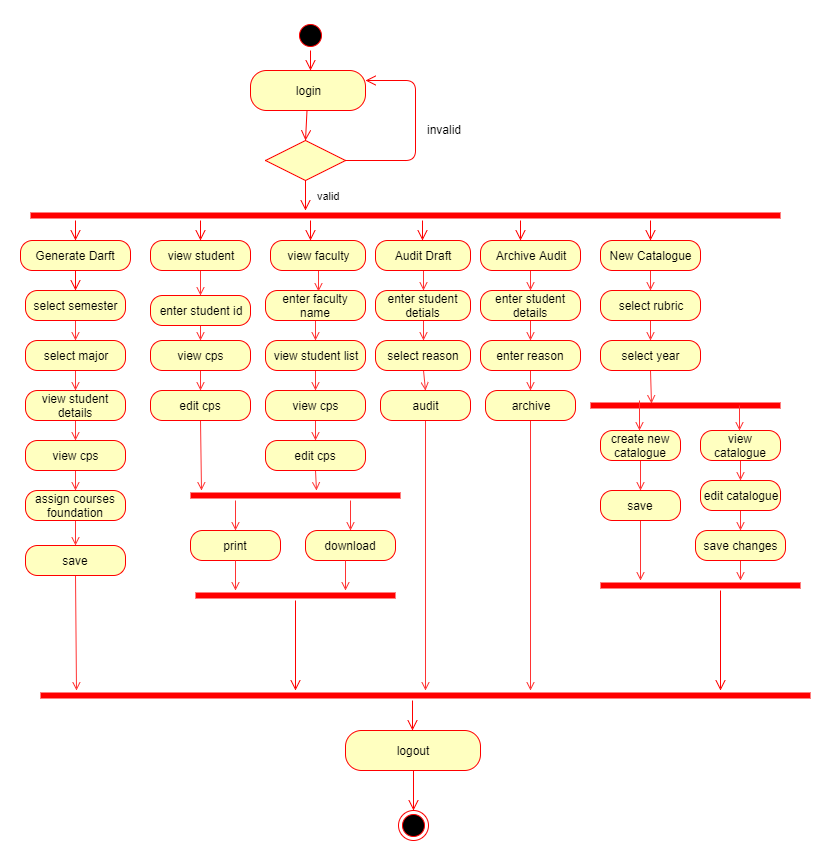 login
invalid
valid
Generate Darft
view student
view faculty
Audit Draft
Archive Audit
New Catalogue
select semester
enter student id
enter faculty
name
enter student
detials
enter student
details
select rubric
select major
view cps
view student list
select reason
enter reason
select year
view student
details
edit cps
view cps
audit
archive
create new
catalogue
view
catalogue
view cps
edit cps
assign courses
foundation
save
edit catalogue
print
download
save changes
save
logout